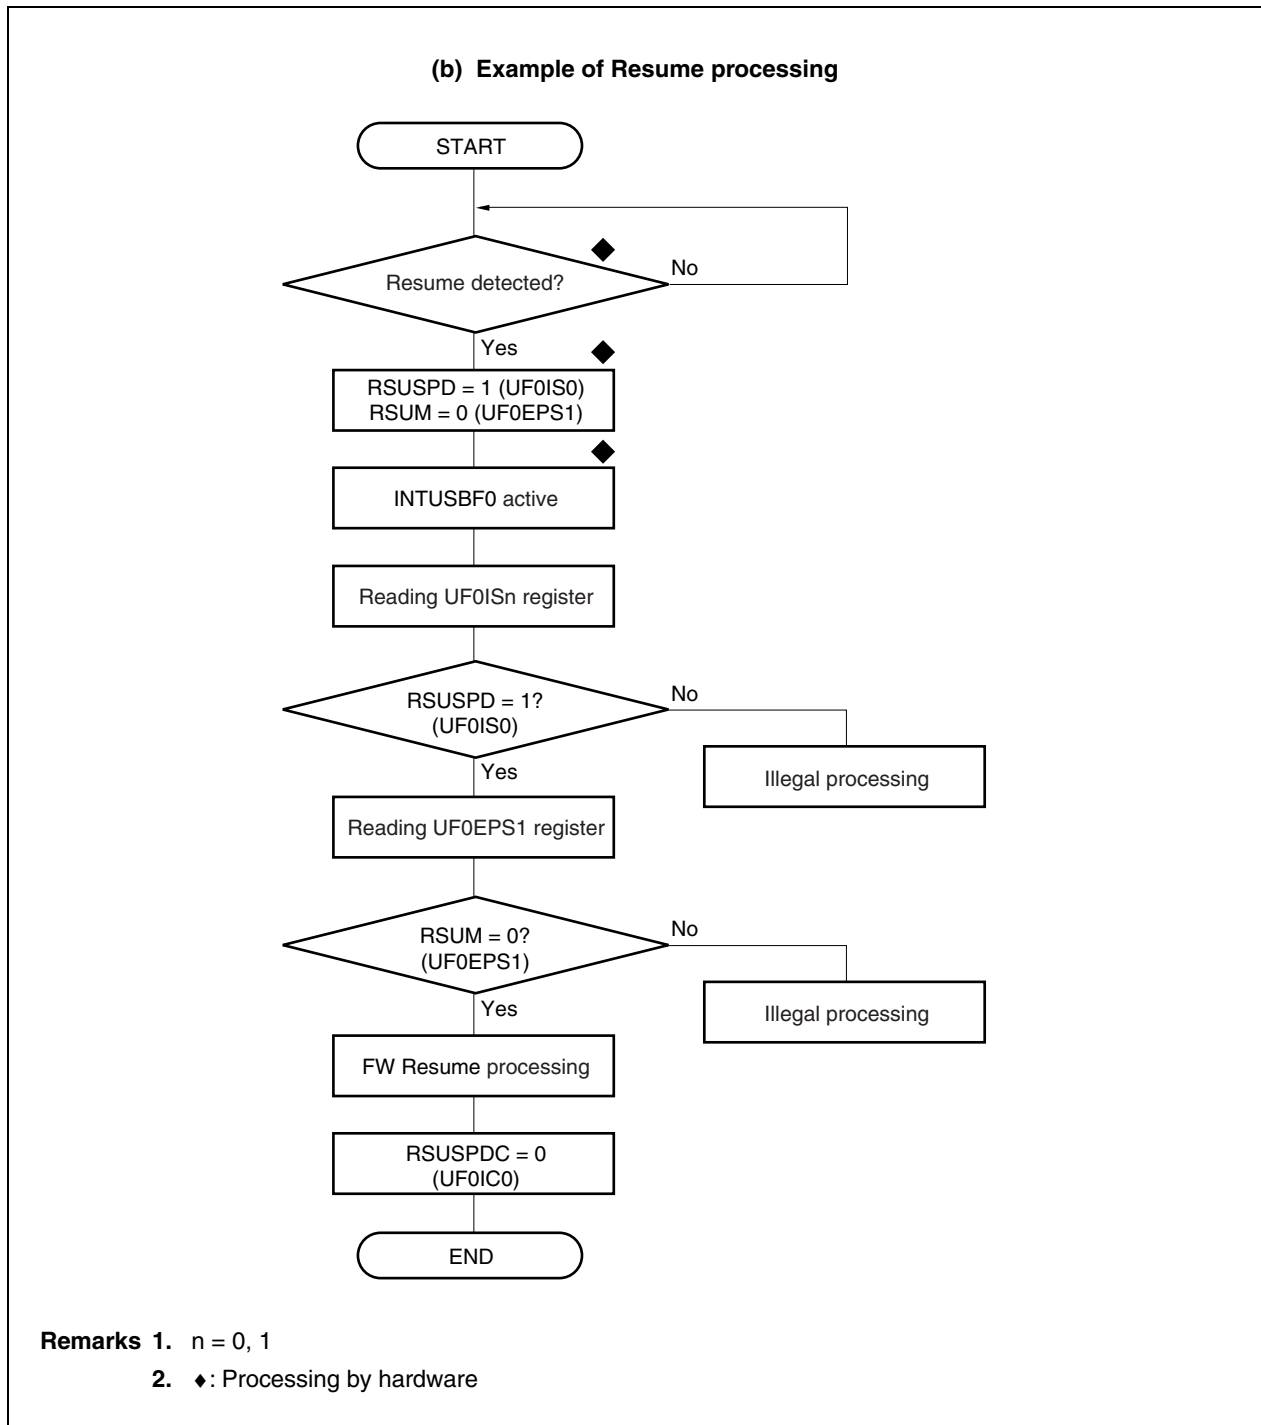 (b) Example of Resume processing
START
Resume detected?
No
Yes
RSUSPD = 1 (UF0IS0)
RSUM = 0 (UF0EPS1)
INTUSBF0 active
Reading UF0ISn register
RSUSPD = 1?
(UF0IS0)
No
Yes
Illegal processing
Reading UF0EPS1 register
RSUM = 0?
(UF0EPS1)
No
Yes
Illegal processing
FW Resume processing
RSUSPDC = 0
(UF0IC0)
END
Remarks 1. n = 0, 1
2. ♦: Processing by hardware